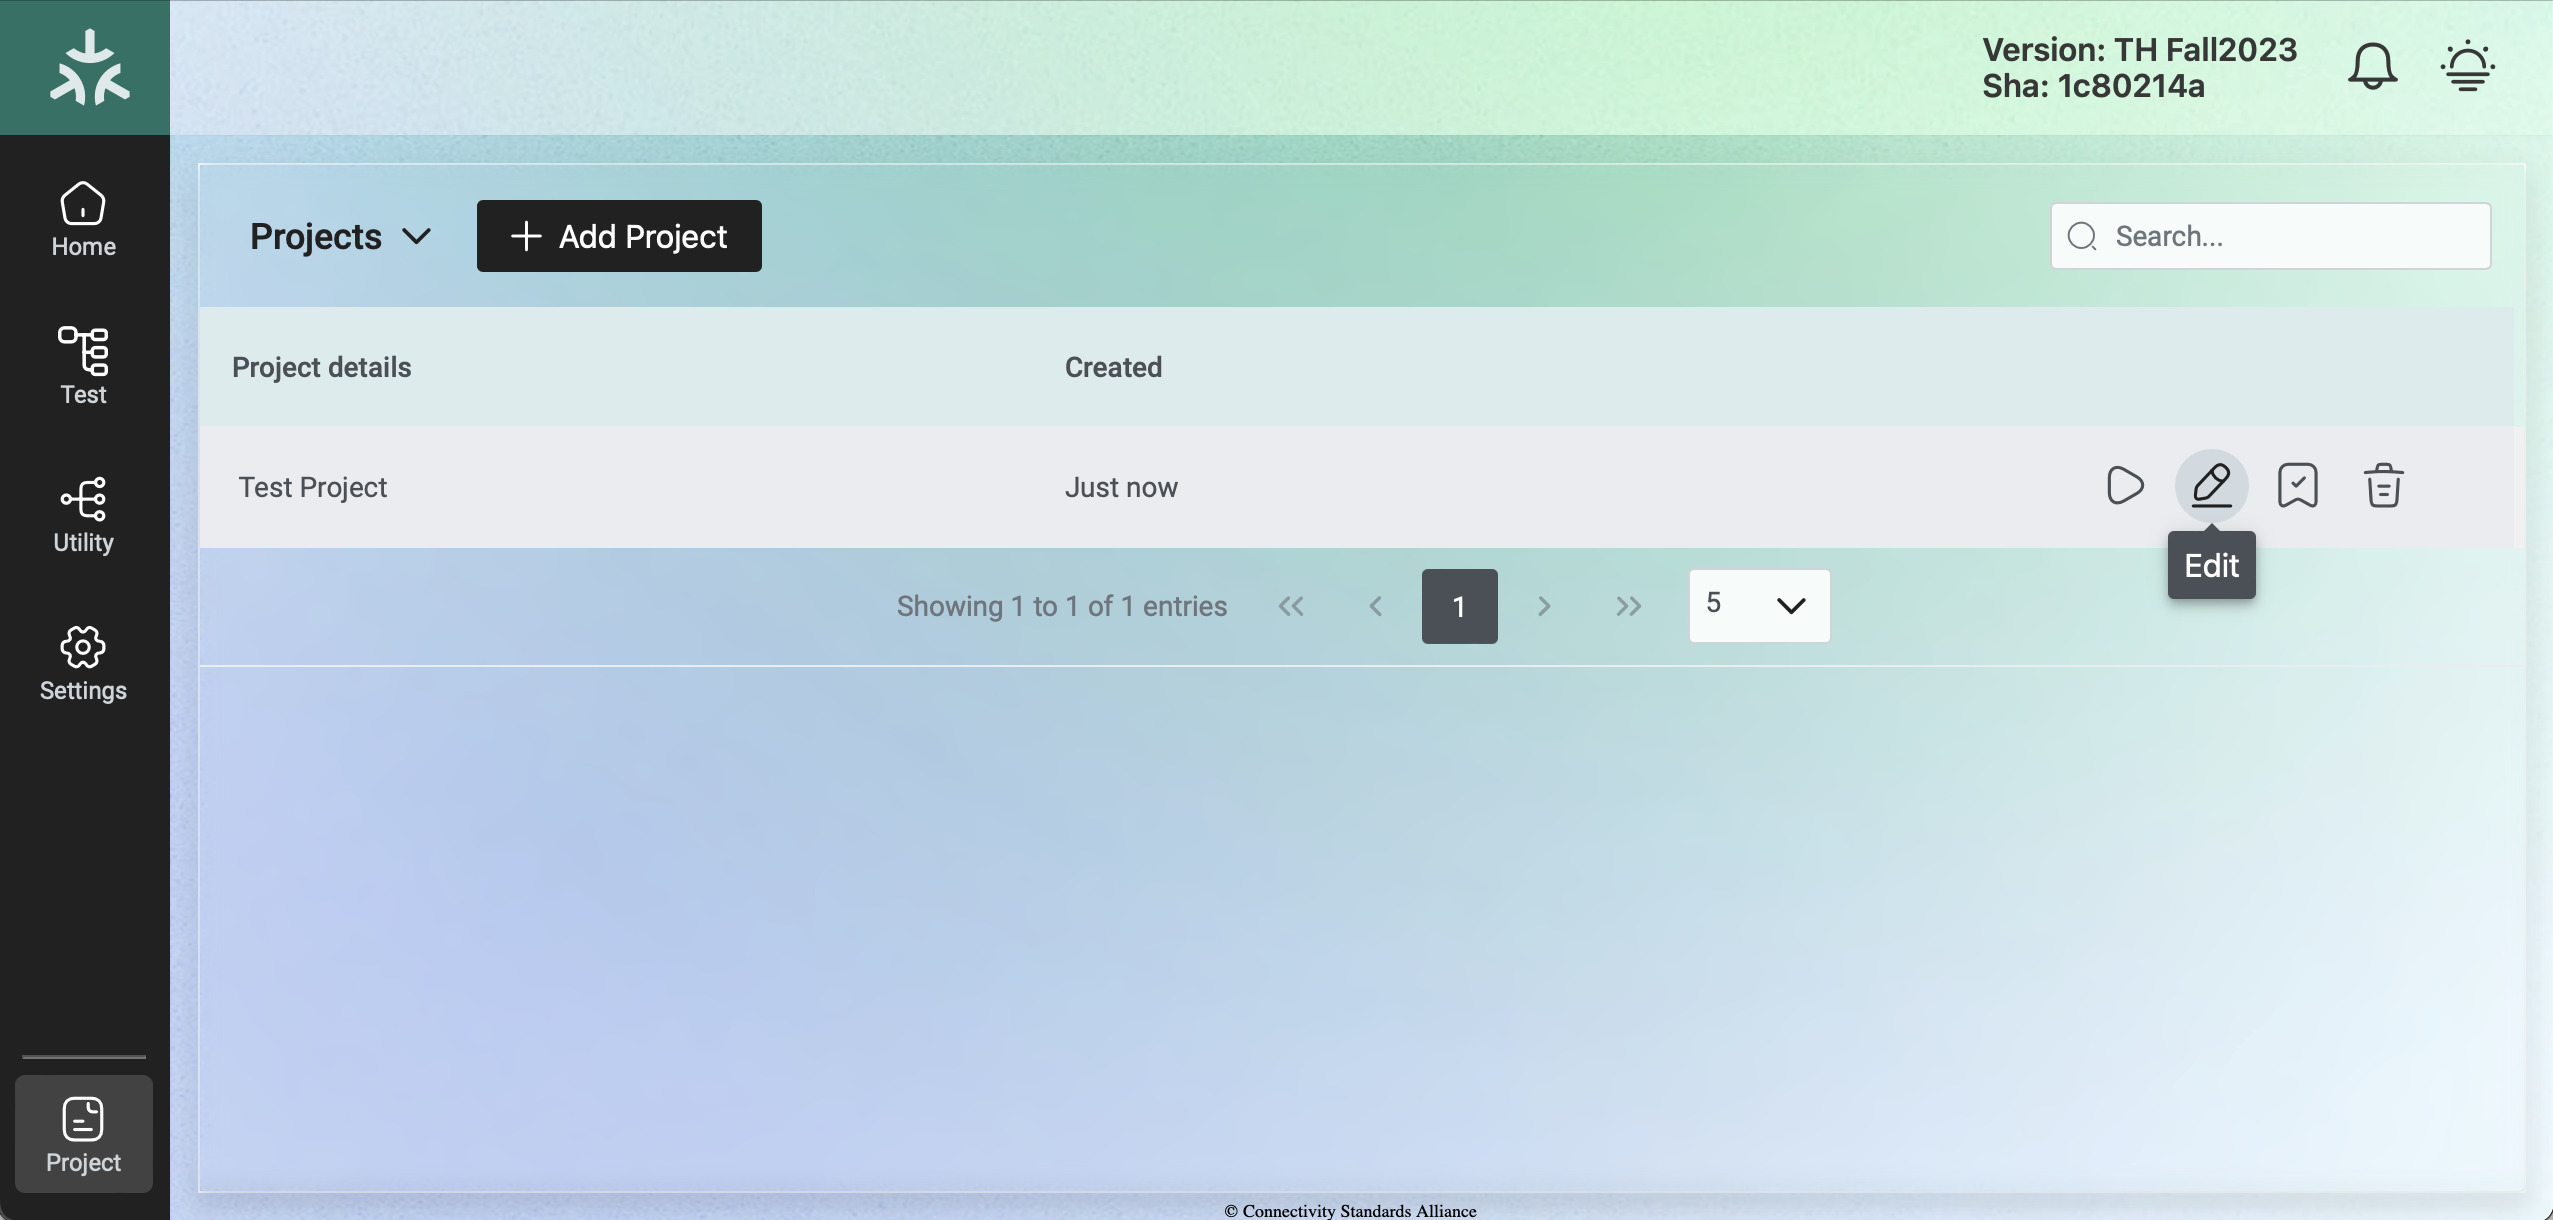 Version: TH Fall2023
Sha: 1c80214a
Home
Test
Utility
Settings
Project
Projects
Add Project
Search...
Project details
Created
Test Project
Just now
Edit
Showing 1 to 1 of 1 entries
1
5
© Connectivity Standards Alliance